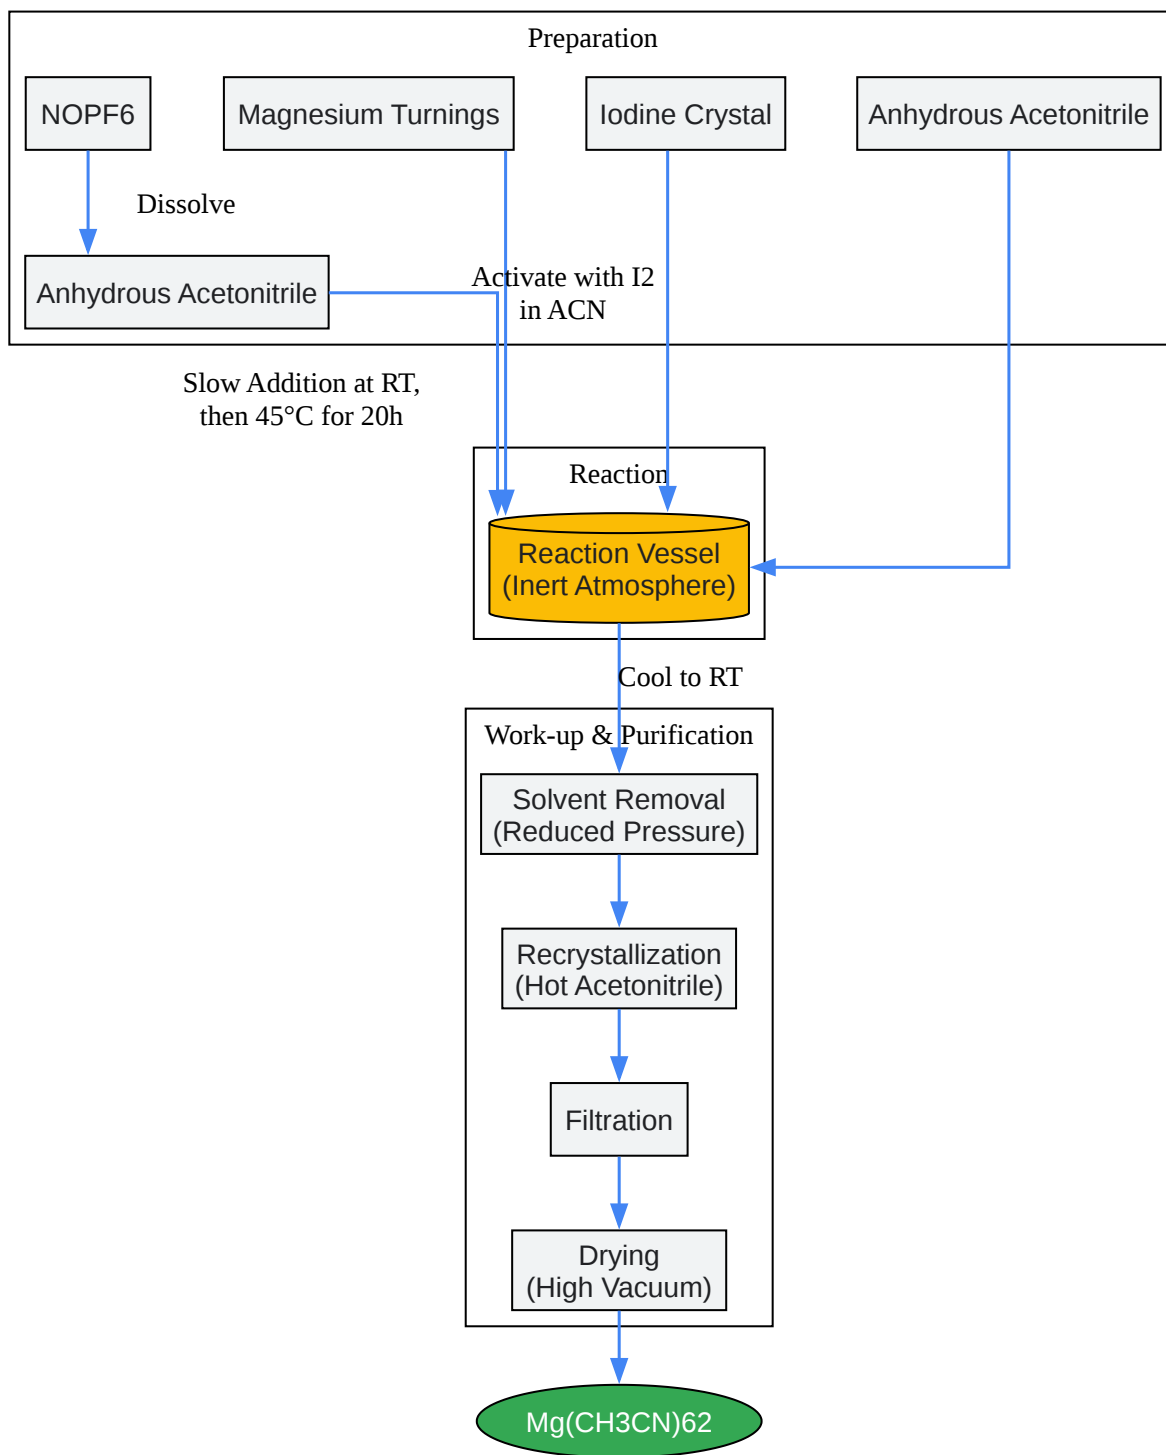 Preparation
NOPF6
Magnesium Turnings
Iodine Crystal
Anhydrous Acetonitrile
Dissolve
Anhydrous Acetonitrile
Activate with I2
in ACN
Slow Addition at RT,
then 45°C for 20h
Reaction
Reaction Vessel
(Inert Atmosphere)
Cool to RT
Work-up & Purification
Solvent Removal
(Reduced Pressure)
Recrystallization
(Hot Acetonitrile)
Filtration
Drying
(High Vacuum)
Mg(CH3CN)62